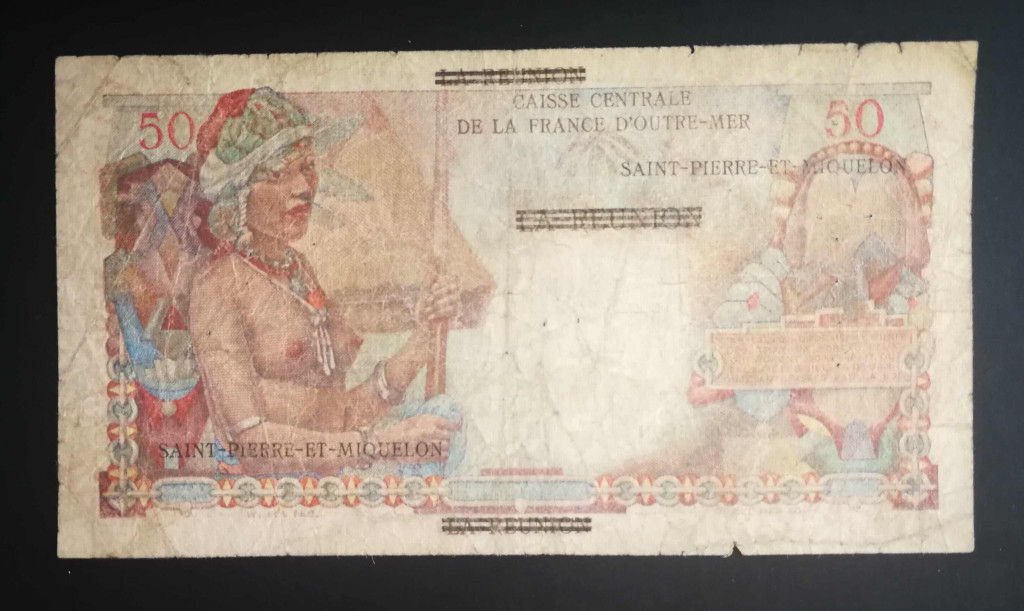 LA REUNION
50
CAISSE CENTRALE
DE LA FRANCE D'OUTRE-MER
50
SAINT-PIERRE-ET-MIQUELON
LA REUNION
SAINT-PIERRE-ET-MIQUELON
LA REUNION